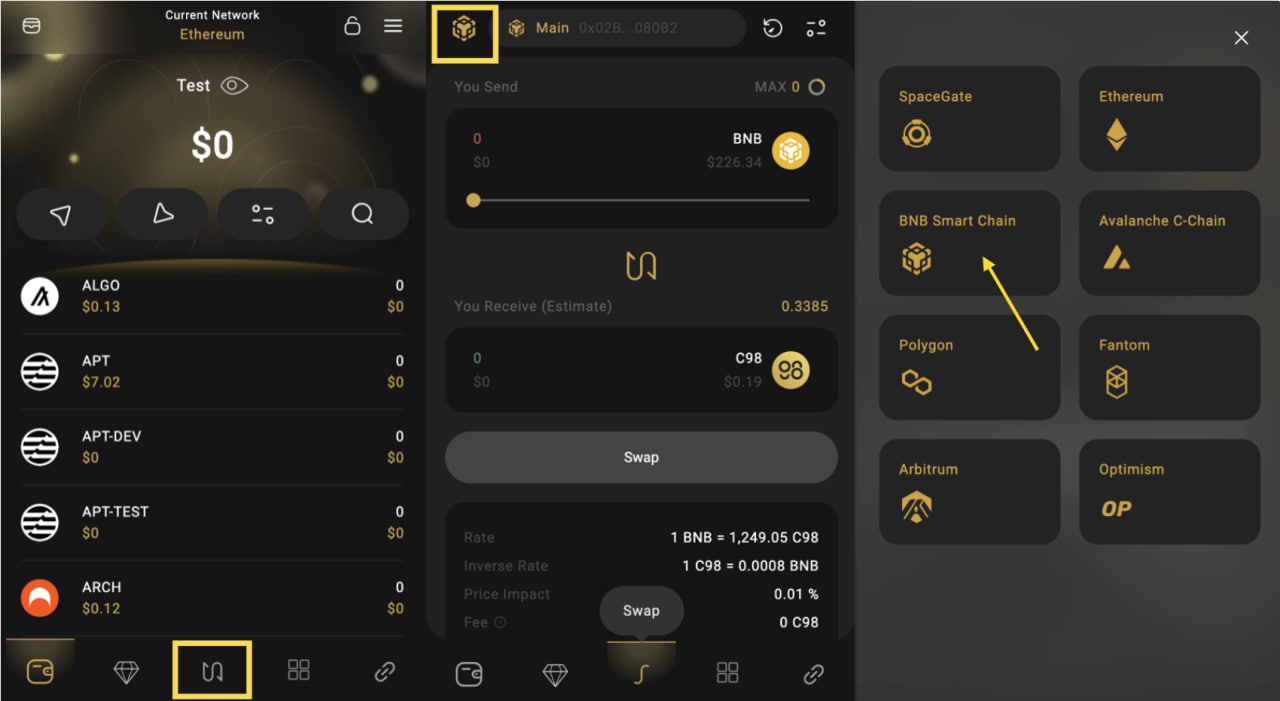 Current Network
Ethereum
Test
$0
ALGO 0
$0.13 $0
APT 0
$7.02 $0
APT-DEV 0
$0 $0
APT-TEST 0
$0 $0
ARCH 0
$0.12 $0
Main 0x02B...080B2
You Send MAX 0
0 BNB
$0 $226.34
You Receive (Estimate) 0.3385
0 C98
$0 $0.19
98
Swap
Rate 1 BNB = 1,249.05 C98
Inverse Rate 1 C98 = 0.0008 BNB
Price Impact 0.01 %
Fee 0 C98
Swap
SpaceGate
Ethereum
BNB Smart Chain
Avalanche C-Chain
Polygon
Fantom
Arbitrum
Optimism
OP